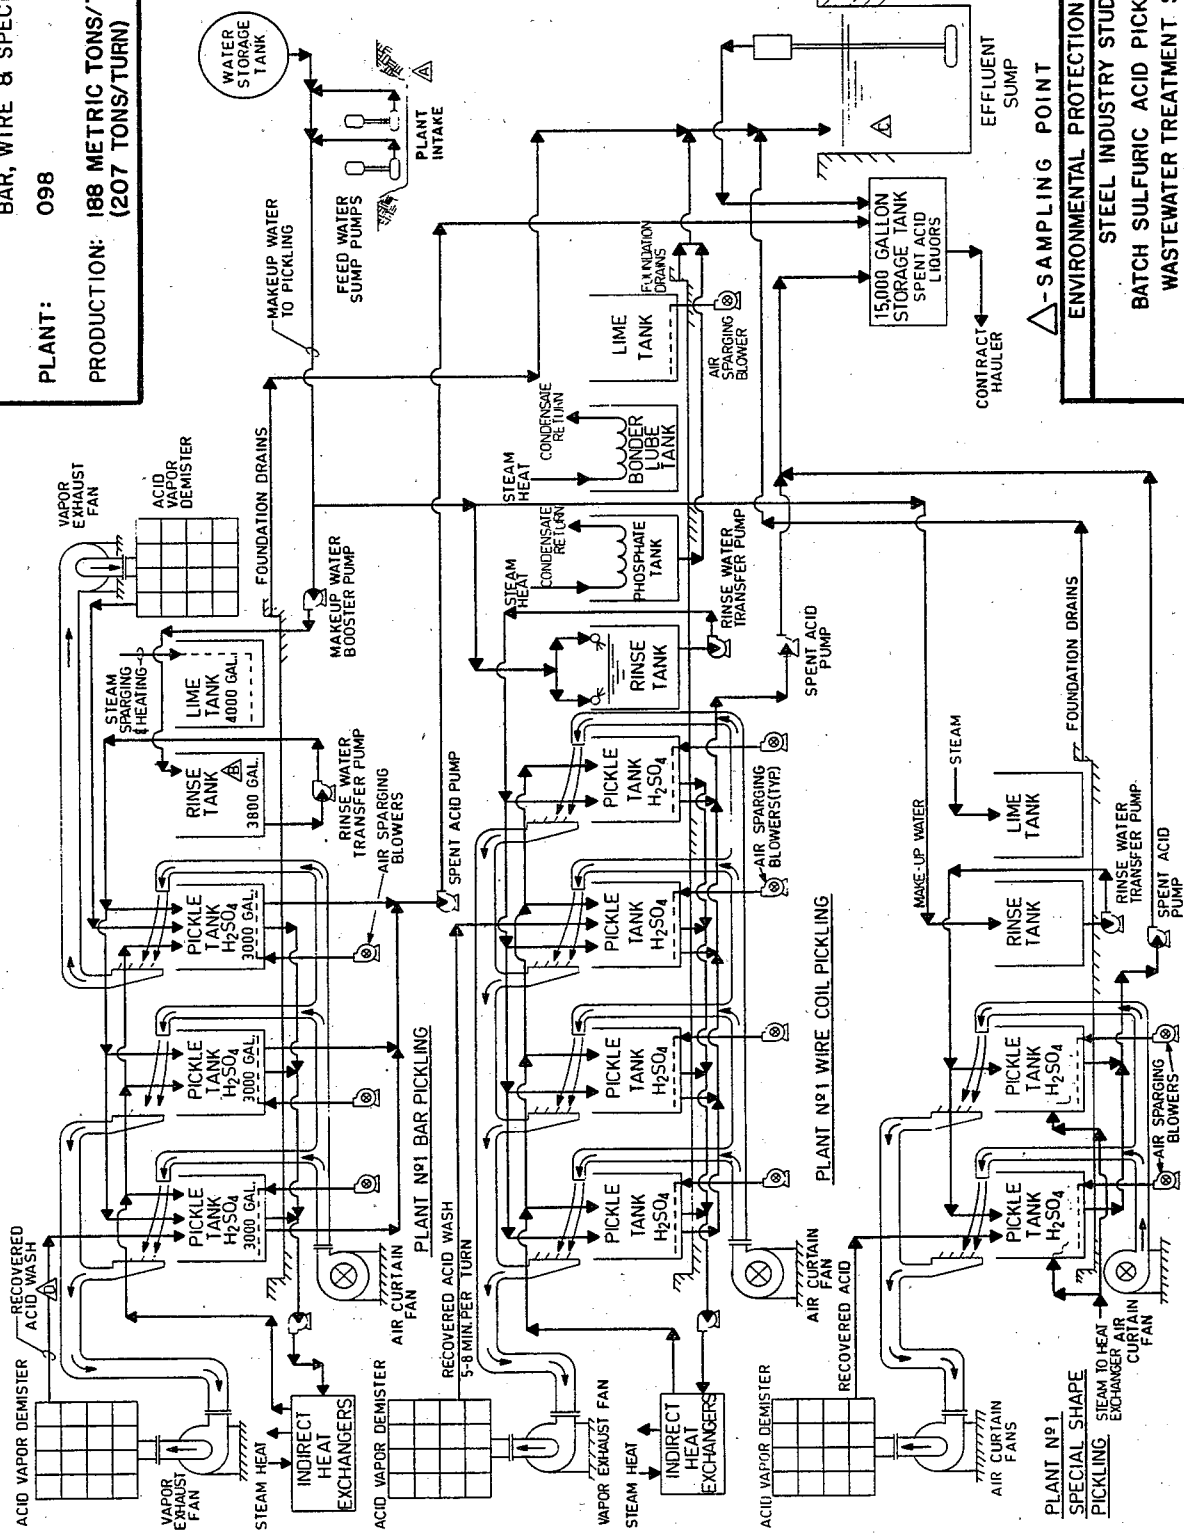 BAR, WIRE & SPECI
PLANT: 098
PRODUCTION: 188 METRIC TONS/
(207 TONS/TURN)
WATER
STORAGE
TANK
MAKEUP WATER
TO PICKLING
FEED WATER
SUMP PUMPS
PLANT
INTAKE
A
VAPOR
EXHAUST
FAN
ACID
VAPOR
DEMISTER
FOUNDATION DRAINS
MAKEUP WATER
BOOSTER PUMP
STEAM
SPARGING
& HEATING
LIME
TANK
4000 GAL.
RINSE
TANK
B
3800 GAL.
RINSE WATER
TRANSFER PUMP
AIR SPARGING
BLOWERS
SPENT ACID PUMP
PICKLE
TANK
H2SO4
3000 GAL.
PICKLE
TANK
H2SO4
3000 GAL.
PICKLE
TANK
H2SO4
3000 GAL.
RECOVERED
ACID WASH
D
ACID VAPOR DEMISTER
VAPOR
EXHAUST
FAN
STEAM HEAT
INDIRECT
HEAT
EXCHANGERS
AIR CURTAIN
FAN
PLANT Nº1 BAR PICKLING
FOUNDATION
DRAINS
LIME
TANK
AIR
SPARGING
BLOWER
CONDENSATE
RETURN
STEAM
HEAT
BONDER
LUBE
TANK
CONDENSATE
RETURN
STEAM
HEAT
PHOSPHATE
TANK
RINSE WATER
TRANSFER PUMP
RINSE
TANK
SPENT ACID
PUMP
PICKLE
TANK
H2SO4
PICKLE
TANK
H2SO4
PICKLE
TANK
H2SO4
PICKLE
TANK
H2SO4
AIR SPARGING
BLOWERS(TYP.)
RECOVERED ACID WASH
5-8 MIN. PER TURN
ACID VAPOR DEMISTER
VAPOR EXHAUST FAN
STEAM HEAT
INDIRECT
HEAT
EXCHANGERS
AIR CURTAIN
FAN
PLANT Nº1 WIRE COIL PICKLING
EFFLUENT
SUMP
C
15,000 GALLON
STORAGE TANK
SPENT ACID
LIQUORS
CONTRACT
HAULER
FOUNDATION DRAINS
STEAM
LIME
TANK
MAKE-UP WATER
RINSE
TANK
RINSE WATER
TRANSFER PUMP
SPENT ACID
PUMP
PICKLE
TANK
H2SO4
PICKLE
TANK
H2SO4
AIR SPARGING
BLOWERS
RECOVERED ACID
ACID VAPOR DEMISTER
AIR CURTAIN
FANS
STEAM TO HEAT
EXCHANGER
AIR
CURTAIN
FAN
PLANT Nº1
SPECIAL SHAPE
PICKLING
-SAMPLING POINT
ENVIRONMENTAL PROTECTION
STEEL INDUSTRY STUD
BATCH SULFURIC ACID PICK
WASTEWATER TREATMENT S